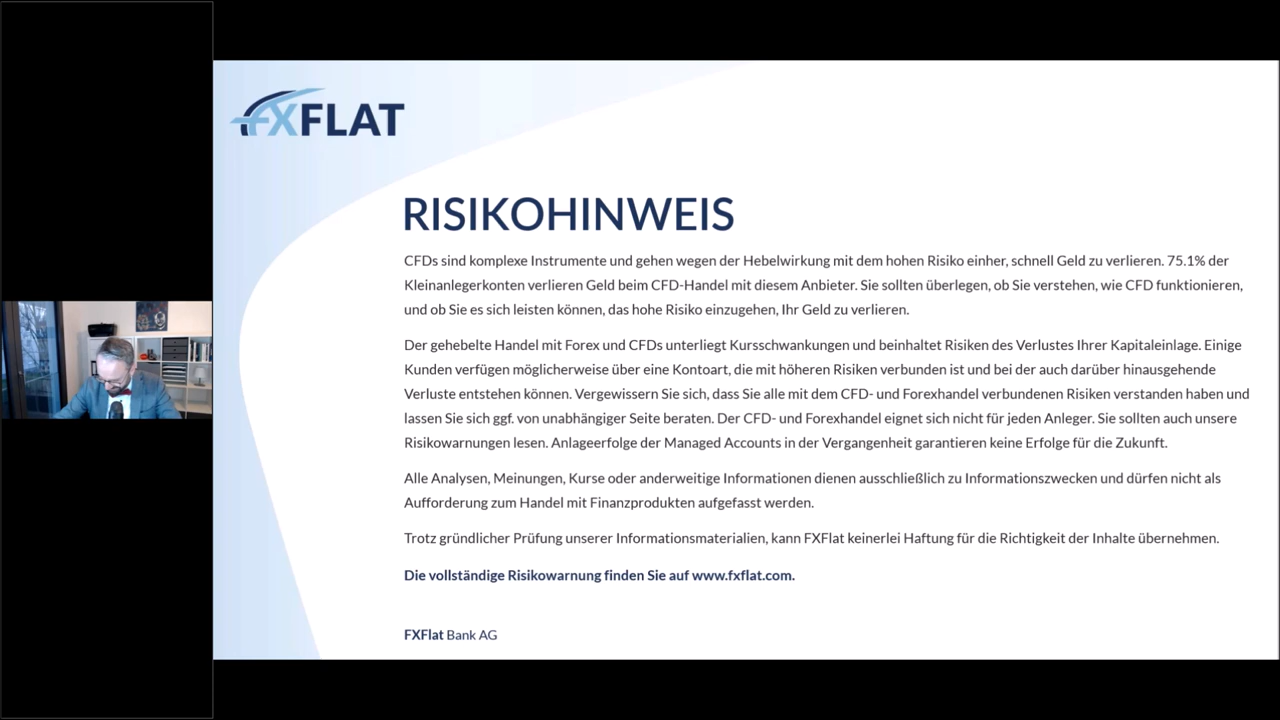 FXFLAT
RISIKOHINWEIS
CFDs sind komplexe Instrumente und gehen wegen der Hebelwirkung mit dem hohen Risiko einher, schnell Geld zu verlieren. 75.1% der
Kleinanlegerkonten verlieren Geld beim CFD-Handel mit diesem Anbieter. Sie sollten überlegen, ob Sie verstehen, wie CFD funktionieren,
und ob Sie es sich leisten können, das hohe Risiko einzugehen, Ihr Geld zu verlieren.
Der gehebelte Handel mit Forex und CFDs unterliegt Kursschwankungen und beinhaltet Risiken des Verlustes Ihrer Kapitaleinlage. Einige
Kunden verfügen möglicherweise über eine Kontoart, die mit höheren Risiken verbunden ist und bei der auch darüber hinausgehende
Verluste entstehen können. Vergewissern Sie sich, dass Sie alle mit dem CFD- und Forexhandel verbundenen Risiken verstanden haben und
lassen Sie sich ggf. von unabhängiger Seite beraten. Der CFD- und Forexhandel eignet sich nicht für jeden Anleger. Sie sollten auch unsere
Risikowarnungen lesen. Anlageerfolge der Managed Accounts in der Vergangenheit garantieren keine Erfolge für die Zukunft.
Alle Analysen, Meinungen, Kurse oder anderweitige Informationen dienen ausschließlich zu Informationszwecken und dürfen nicht als
Aufforderung zum Handel mit Finanzprodukten aufgefasst werden.
Trotz gründlicher Prüfung unserer Informationsmaterialien, kann FXFlat keinerlei Haftung für die Richtigkeit der Inhalte übernehmen.
Die vollständige Risikowarnung finden Sie auf www.fxflat.com.
FXFlat Bank AG